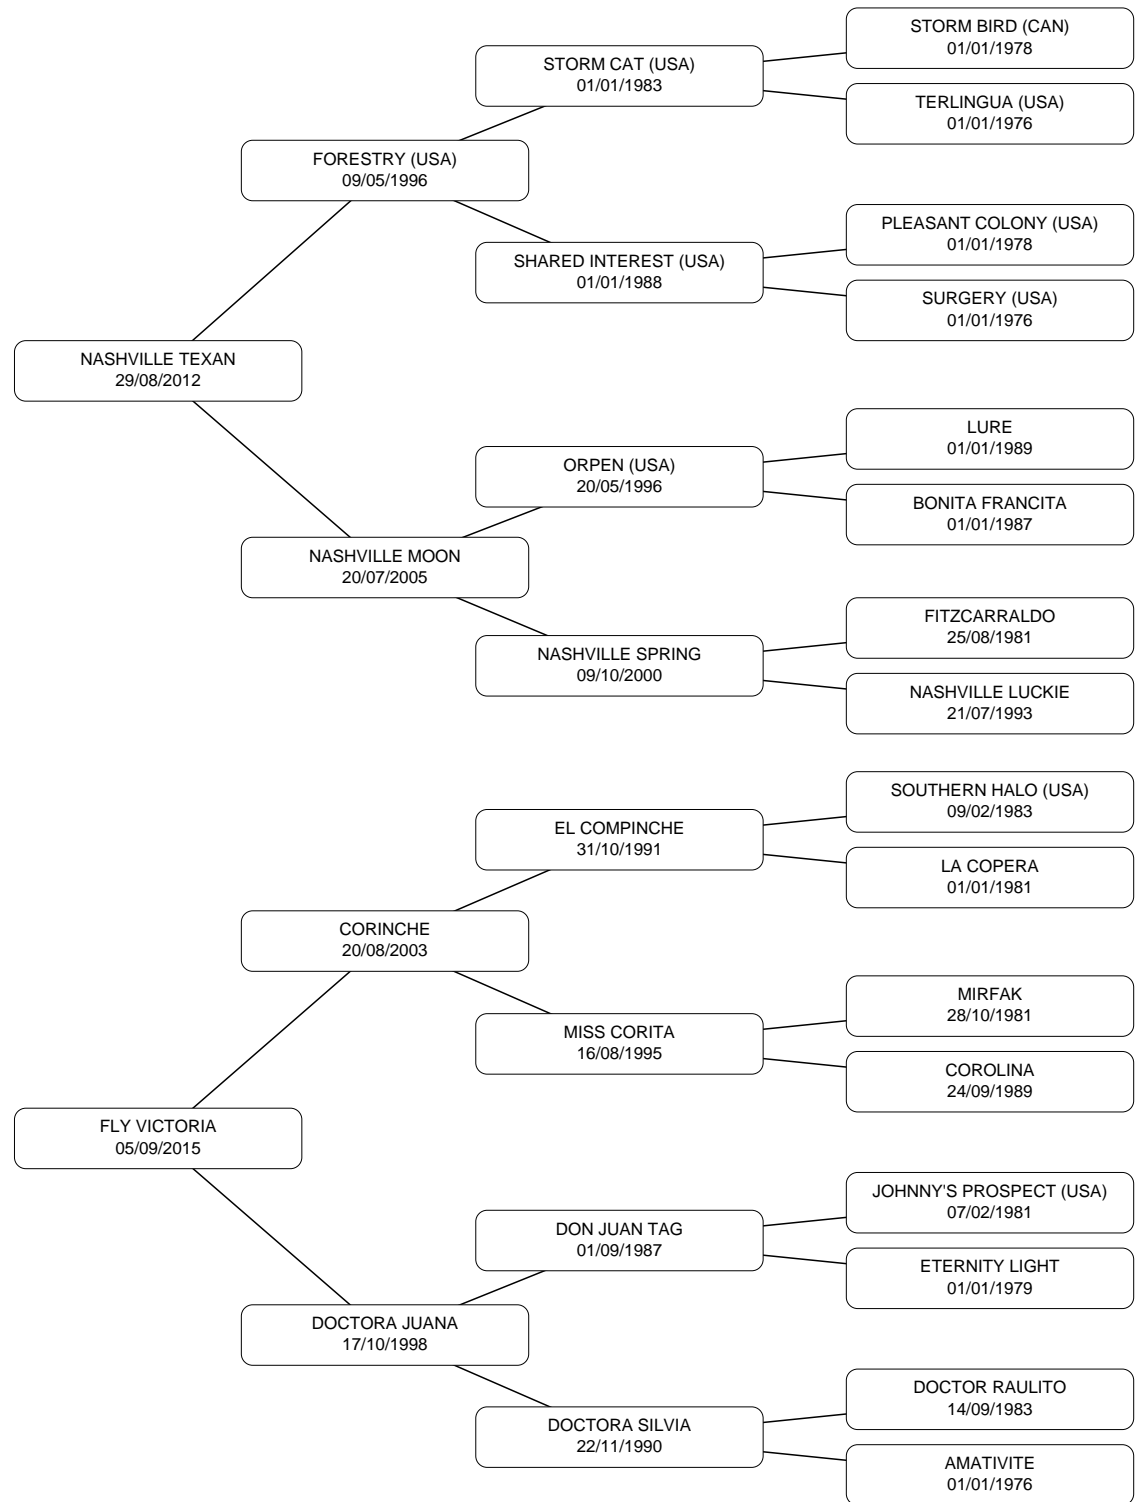 STORM BIRD (CAN)
01/01/1978
STORM CAT (USA)
01/01/1983
TERLINGUA (USA)
01/01/1976
FORESTRY (USA)
09/05/1996
PLEASANT COLONY (USA)
01/01/1978
SHARED INTEREST (USA)
01/01/1988
SURGERY (USA)
01/01/1976
NASHVILLE TEXAN
29/08/2012
LURE
01/01/1989
ORPEN (USA)
20/05/1996
BONITA FRANCITA
01/01/1987
NASHVILLE MOON
20/07/2005
FITZCARRALDO
25/08/1981
NASHVILLE SPRING
09/10/2000
NASHVILLE LUCKIE
21/07/1993
SOUTHERN HALO (USA)
09/02/1983
EL COMPINCHE
31/10/1991
LA COPERA
01/01/1981
CORINCHE
20/08/2003
MIRFAK
28/10/1981
MISS CORITA
16/08/1995
COROLINA
24/09/1989
FLY VICTORIA
05/09/2015
JOHNNY'S PROSPECT (USA)
07/02/1981
DON JUAN TAG
01/09/1987
ETERNITY LIGHT
01/01/1979
DOCTORA JUANA
17/10/1998
DOCTOR RAULITO
14/09/1983
DOCTORA SILVIA
22/11/1990
AMATIVITE
01/01/1976